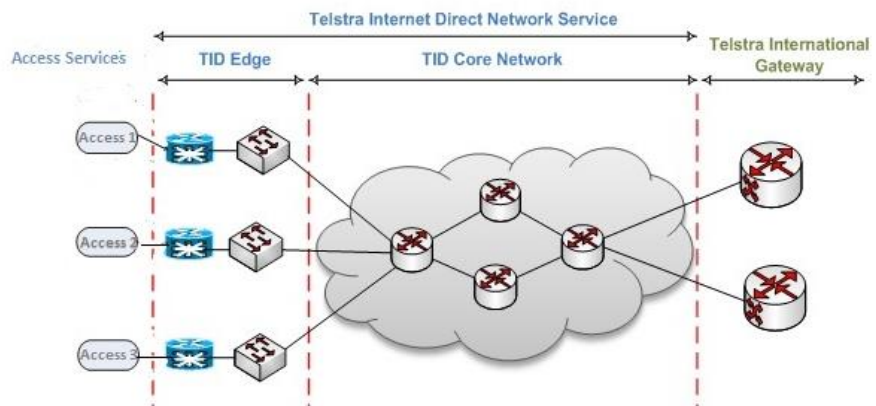 Telstra Internet Direct Network Service
Access Services
TID Edge
TID Core Network
Telstra International
Gateway
Access 1
Access 2
Access 3